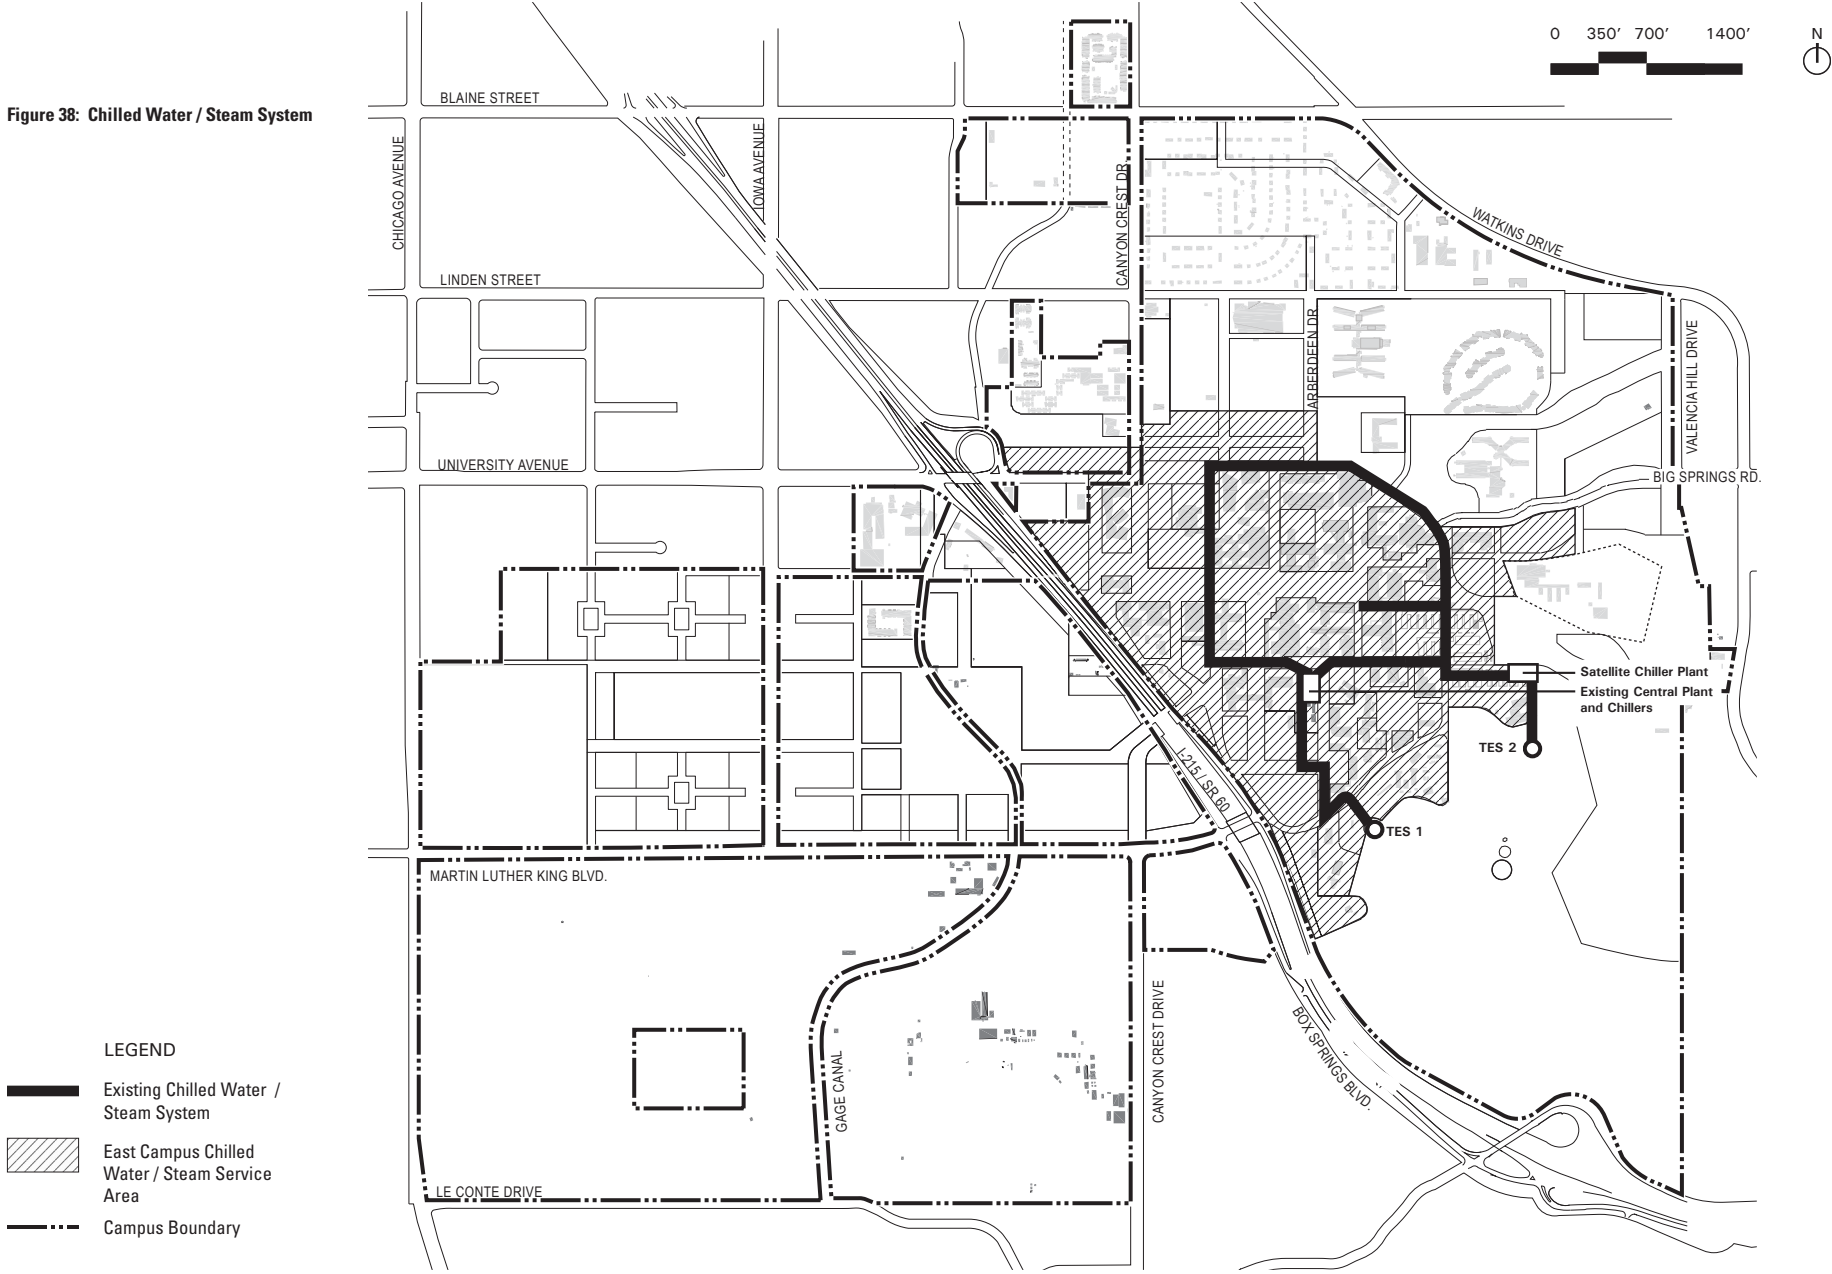 0 350’ 700’ 1400’
N
Figure 38: Chilled Water / Steam System
BLAINE STREET
CHICAGO AVENUE
IOWA AVENUE
CANYON CREST DR.
WATKINS DRIVE
LINDEN STREET
ARBERDEEN DR.
VALENCIA HILL DRIVE
UNIVERSITY AVENUE
BIG SPRINGS RD.
Satellite Chiller Plant
Existing Central Plant
and Chillers
TES 2
I-215 / SR 60
TES 1
MARTIN LUTHER KING BLVD.
CANYON CREST DRIVE
BOX SPRINGS BLVD.
GAGE CANAL
LE CONTE DRIVE
LEGEND
Existing Chilled Water /
Steam System
East Campus Chilled
Water / Steam Service
Area
Campus Boundary